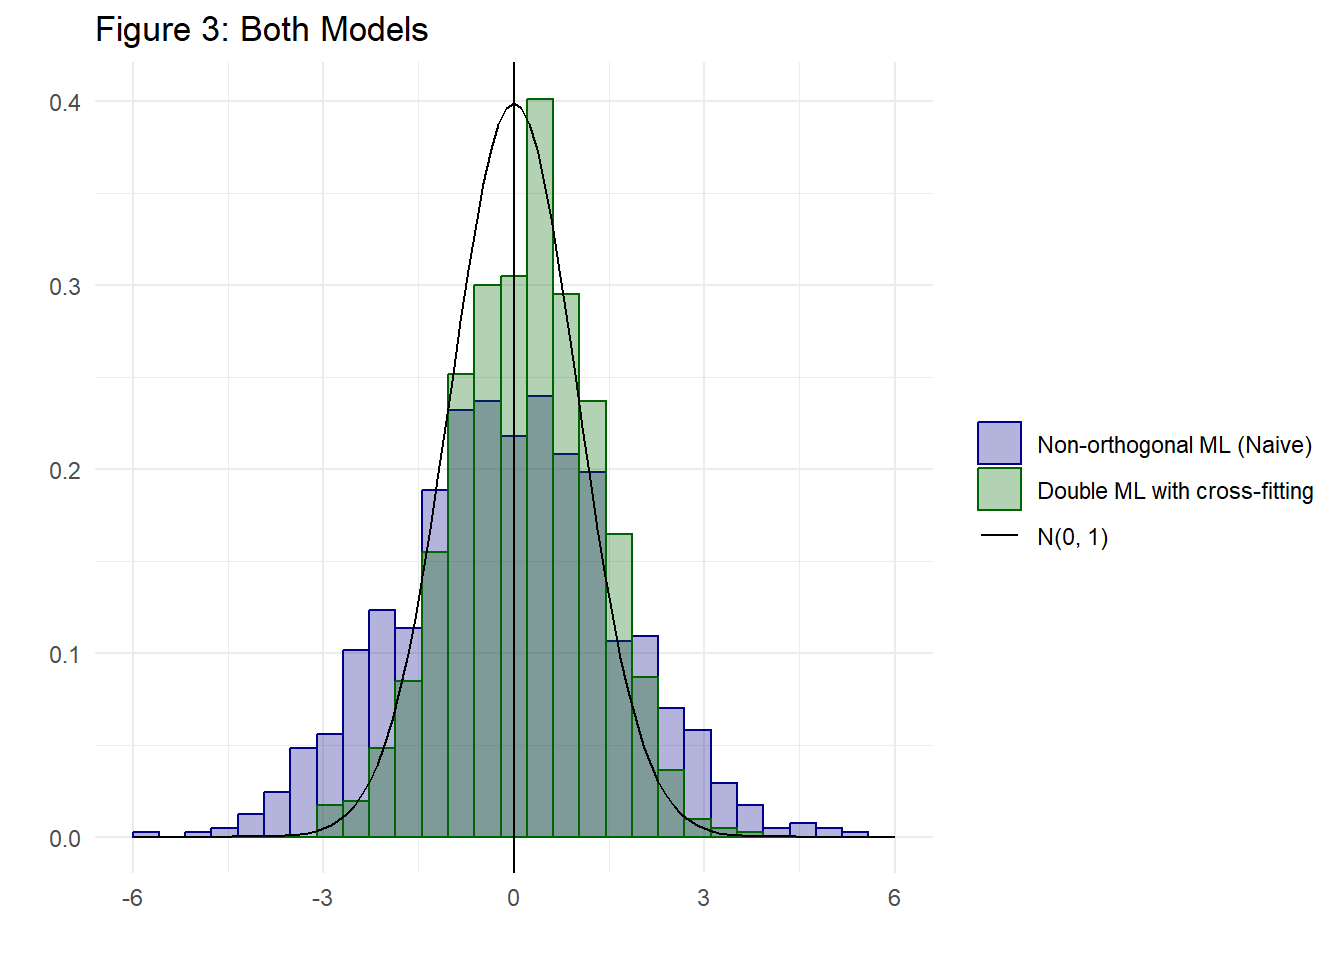 Figure 3: Both Models
0.4
0.3
0.2
0.1
0.0
-6
-3
0
3
6
Non-orthogonal ML (Naive)
Double ML with cross-fitting
N(0, 1)